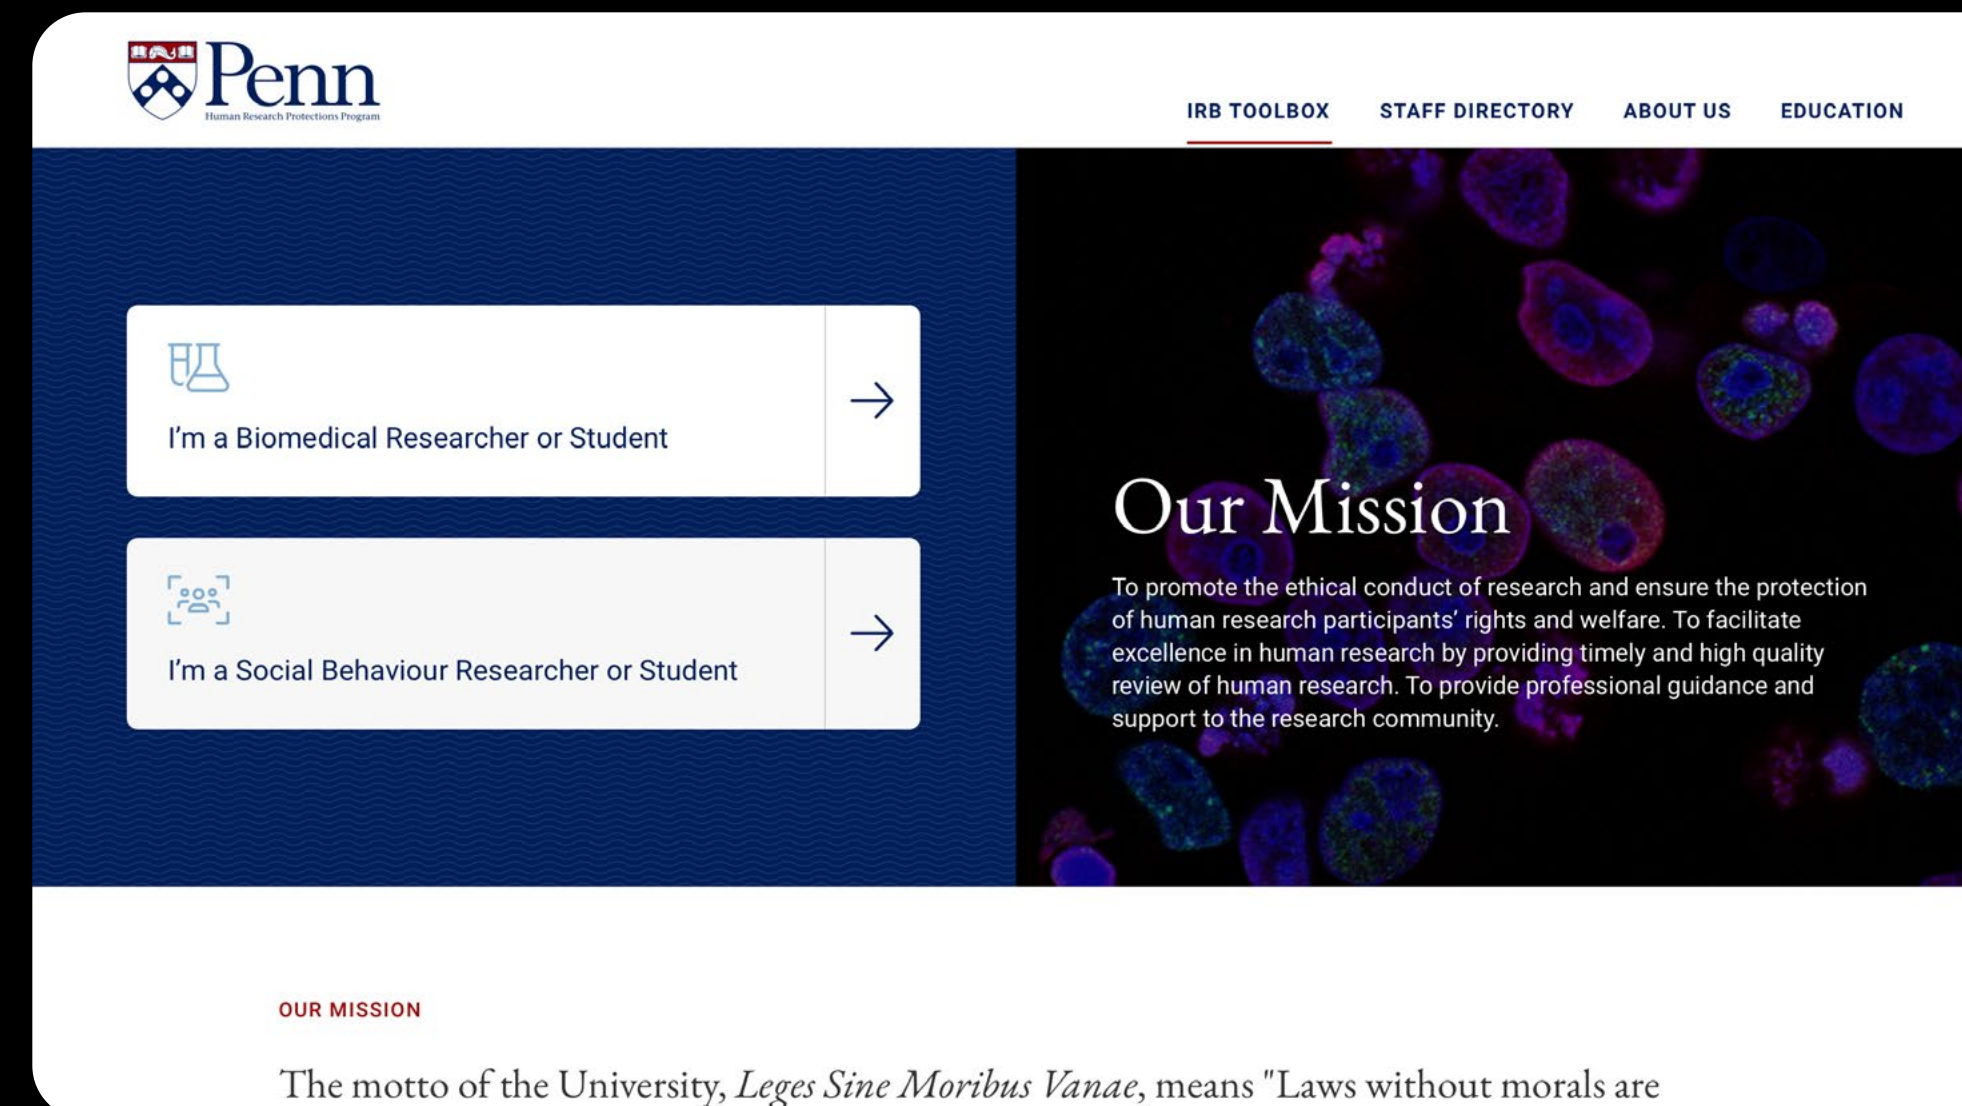 Penn
Human Research Protections Program
IRB TOOLBOX
STAFF DIRECTORY
ABOUT US
EDUCATION
I'm a Biomedical Researcher or Student
I'm a Social Behaviour Researcher or Student
Our Mission
To promote the ethical conduct of research and ensure the protection
of human research participants' rights and welfare. To facilitate
excellence in human research by providing timely and high quality
review of human research. To provide professional guidance and
support to the research community.
OUR MISSION
The motto of the University, Leges Sine Moribus Vanae, means "Laws without morals are